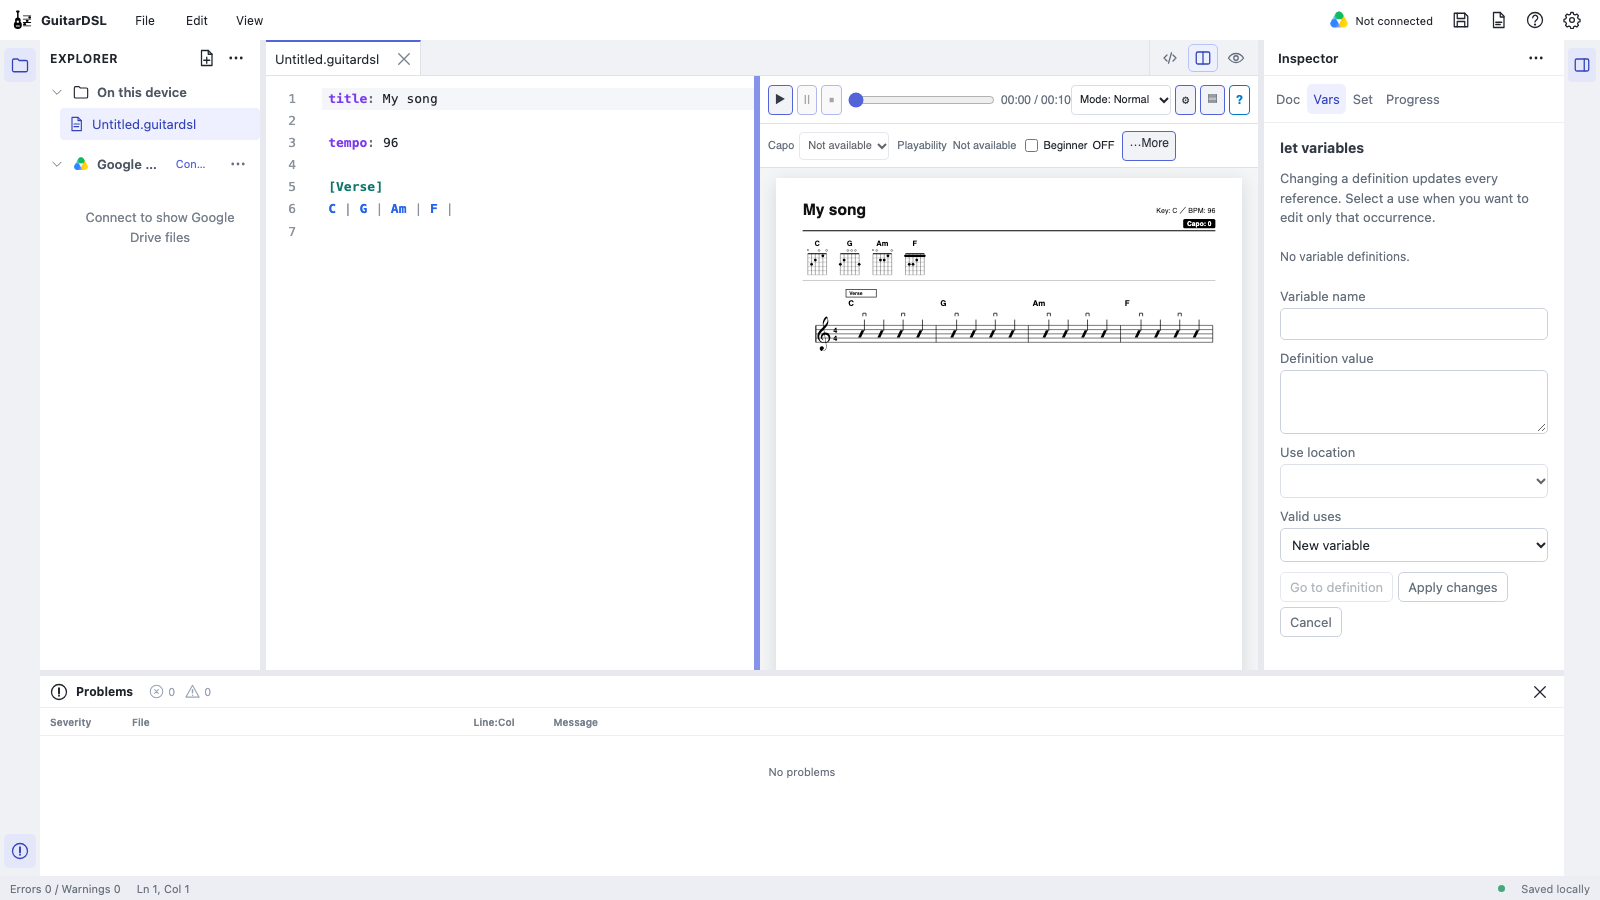 GuitarDSL File Edit View
Not connected
EXPLORER
On this device
Untitled.guitardsl
Google ... Con...
Connect to show Google
Drive files
Untitled.guitardsl
1 title: My song
2
3 tempo: 96
4
5 [Verse]
6 C | G | Am | F |
7
00:00 / 00:10 Mode: Normal ?
Capo Not available Playability Not available Beginner OFF ...More
My song
Key: C / BPM: 96
Capo: 0
C G Am F
Verse
C G Am F
4
4
Inspector
Doc Vars Set Progress
let variables
Changing a definition updates every
reference. Select a use when you want to
edit only that occurrence.
No variable definitions.
Variable name
Definition value
Use location
Valid uses
New variable
Go to definition Apply changes
Cancel
Problems 0 0
Severity File Line:Col Message
No problems
Errors 0 / Warnings 0 Ln 1, Col 1
Saved locally